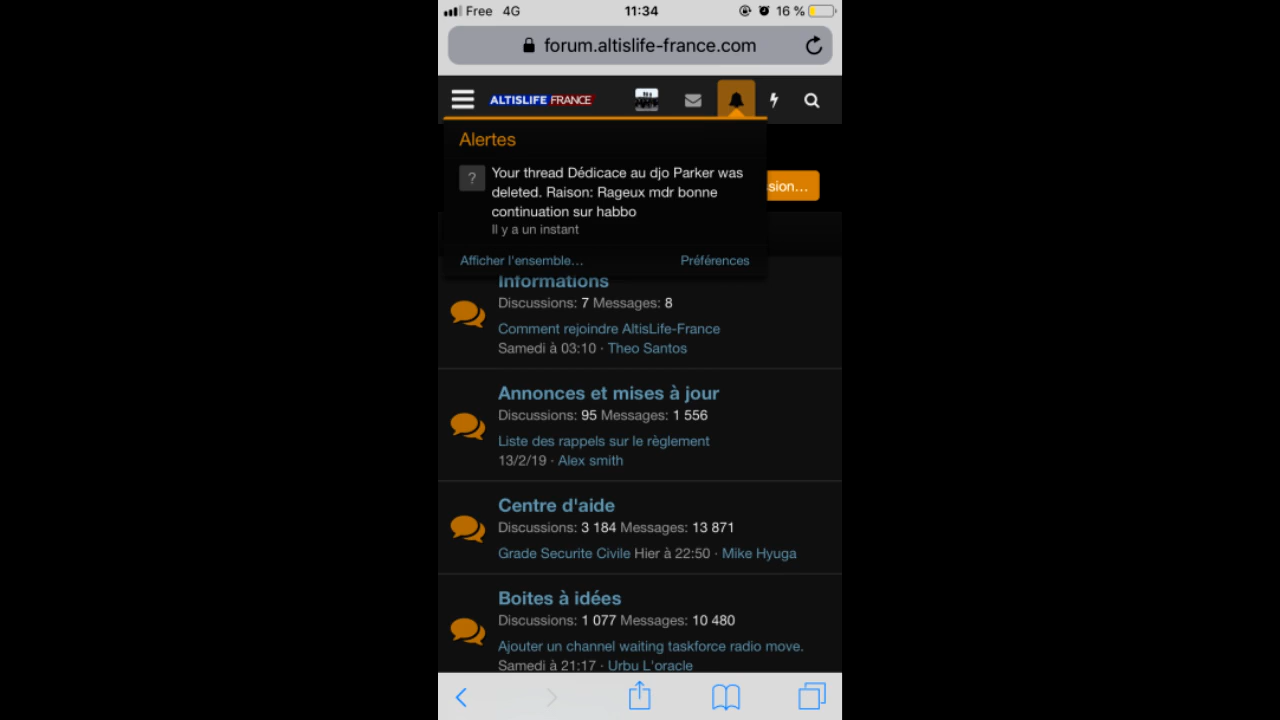 Free 4G 11:34 16 %
forum.altislife-france.com
ALTISLIFE FRANCE
Alertes
? Your thread Dédicace au djo Parker was
deleted. Raison: Rageux mdr bonne
continuation sur habbo
Il y a un instant
sion...
Afficher l'ensemble... Préférences
Informations
Discussions: 7 Messages: 8
Comment rejoindre AltisLife-France
Samedi à 03:10 · Theo Santos
Annonces et mises à jour
Discussions: 95 Messages: 1 556
Liste des rappels sur le règlement
13/2/19 · Alex smith
Centre d'aide
Discussions: 3 184 Messages: 13 871
Grade Securite Civile Hier à 22:50 · Mike Hyuga
Boites à idées
Discussions: 1 077 Messages: 10 480
Ajouter un channel waiting taskforce radio move.
Samedi à 21:17 · Urbu L'oracle